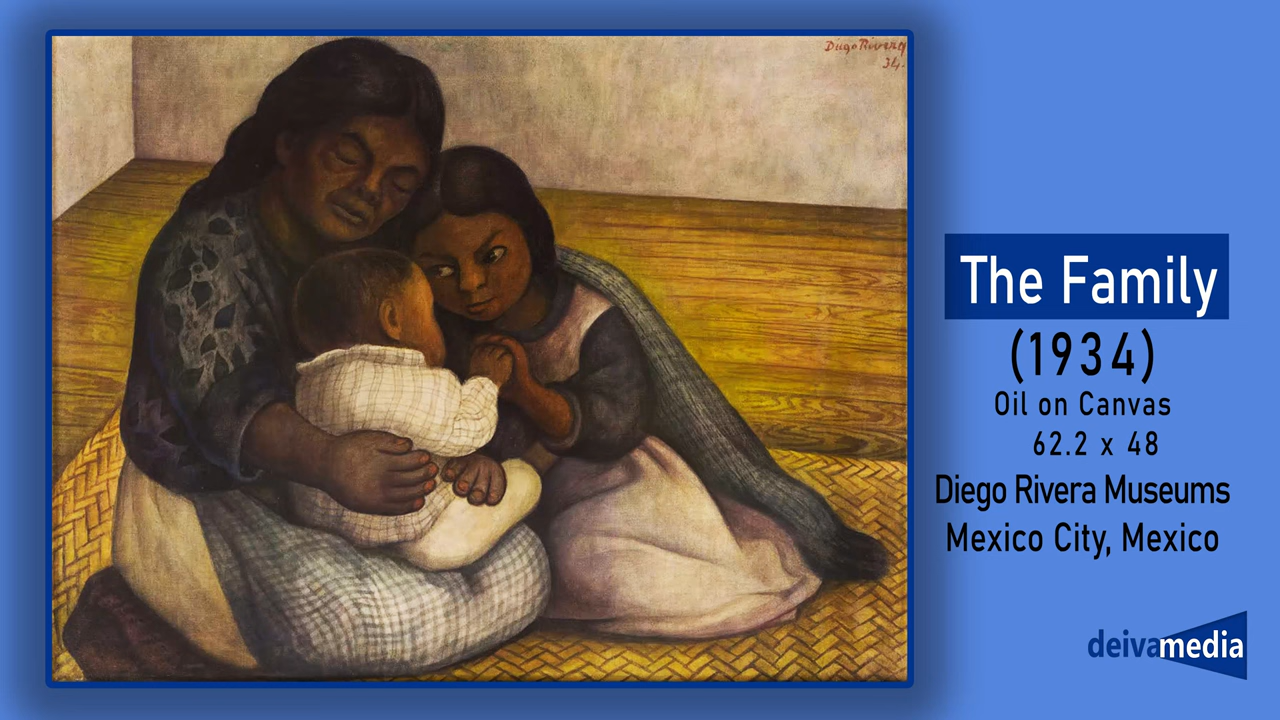 Diego Rivera
34.
The Family
(1934)
Oil on Canvas
62.2 x 48
Diego Rivera Museums
Mexico City, Mexico
deivamedia